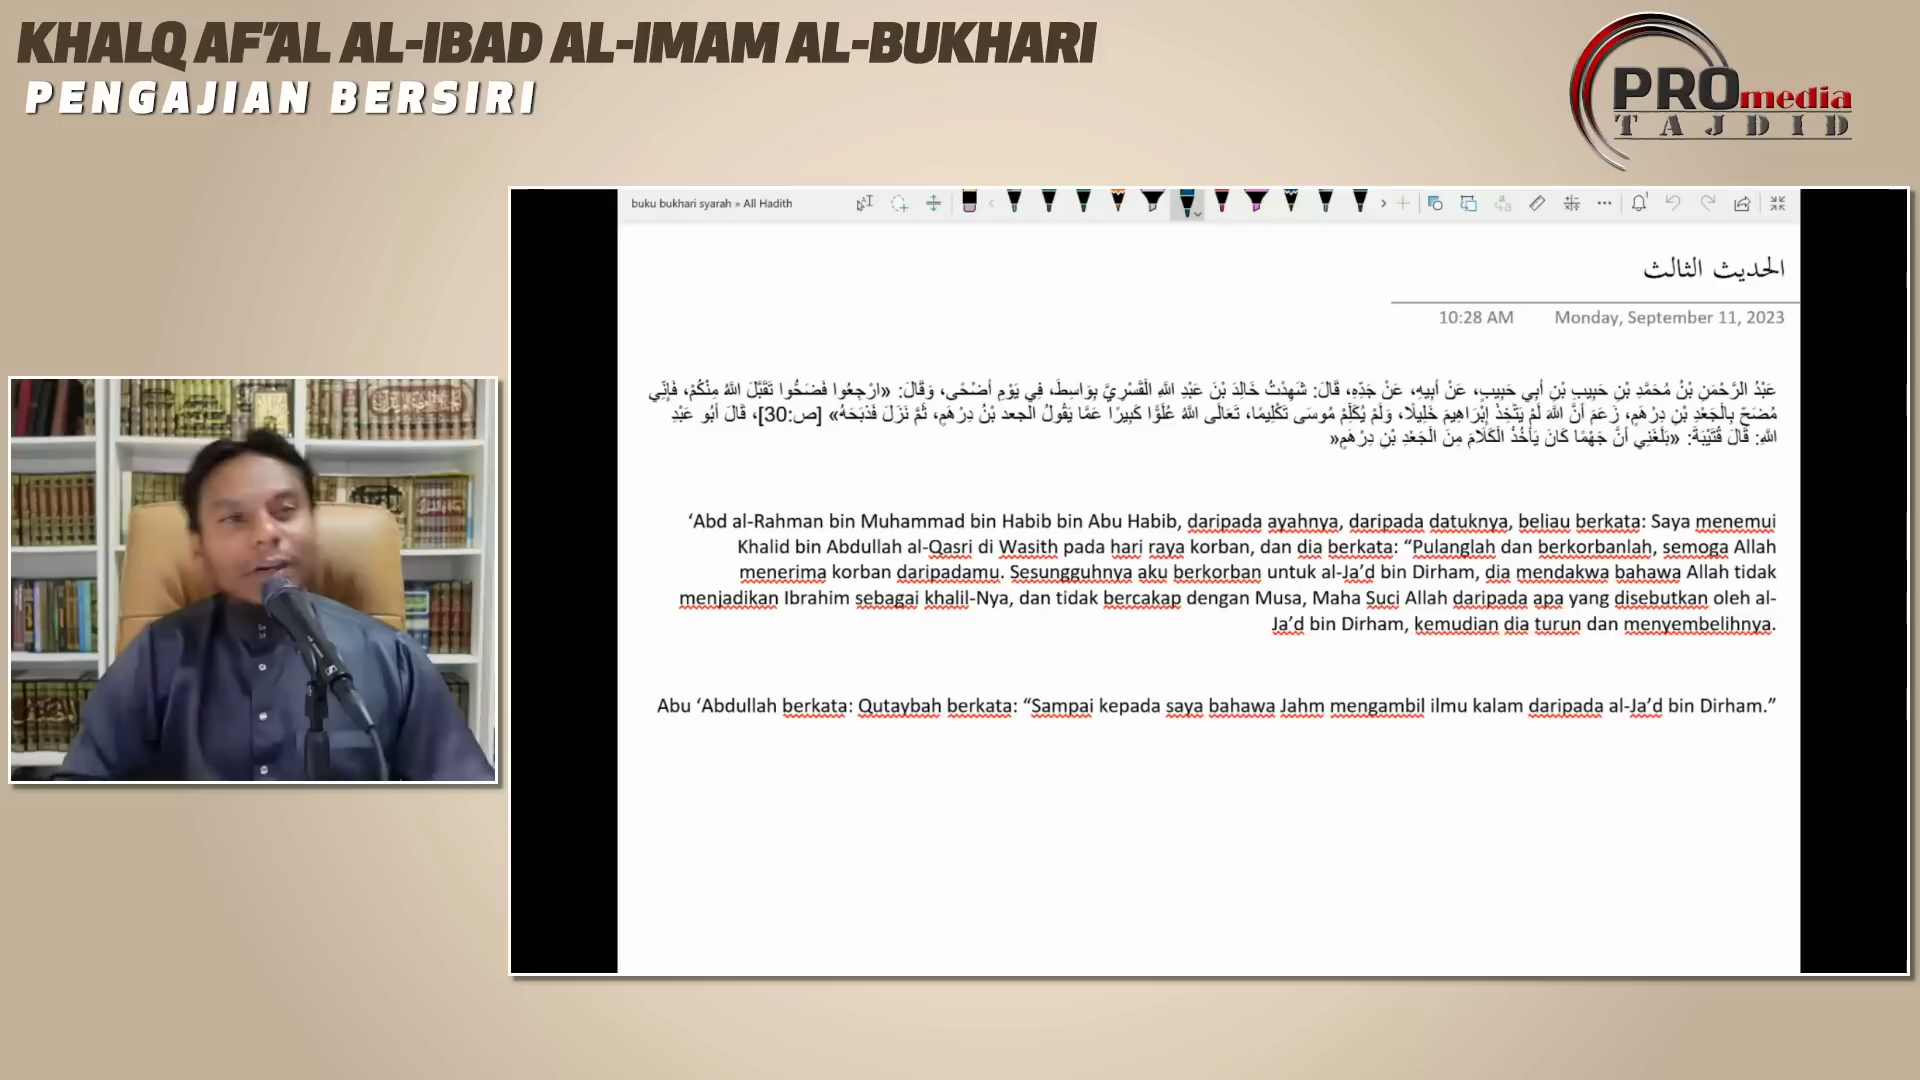 KHALQ AF'AL AL-IBAD AL-IMAM AL-BUKHARI
PENGAJIAN BERSIRI
PROmedia
TAJDID
buku bukhari syarah » All Hadith
الحديث الثالث
10:28 AM Monday, September 11, 2023
عَبْدُ الرَّحْمَنِ بْنُ مُحَمَّدِ بْنِ حَبِيبِ بْنِ أَبِي حَبِيبٍ، عَنْ أَبِيهِ، عَنْ جَدِّهِ، قَالَ: شَهِدْتُ خَالِدَ بْنَ عَبْدِ اللهِ الْقَسْرِيَّ بِوَاسِطَ، فِي يَوْمِ أَضْحًى، وَقَالَ: «ارْجِعُوا فَضَحُّوا تَقَبَّلَ اللهُ مِنْكُمْ، فَإِنِّي
مُضَحٍّ بِالْجَعْدِ بْنِ دِرْهَمٍ، زَعَمَ أَنَّ اللهَ لَمْ يَتَّخِذْ إِبْرَاهِيمَ خَلِيلًا، وَلَمْ يُكَلِّمْ مُوسَى تَكْلِيمًا، تَعَالَى اللهُ عُلُوًّا كَبِيرًا عَمَّا يَقُولُ الْجعد بْنُ دِرْهَمٍ، ثُمَّ نَزَلَ فَذَبَحَهُ» [ص:30]، قَالَ أَبُو عَبْدِ
اللهِ: قَالَ قُتَيْبَةُ: «بَلَغَنِي أَنَّ جَهْمًا كَانَ يَأْخُذُ الْكَلَامَ مِنَ الْجَعْدِ بْنِ دِرْهَمٍ»
‘Abd al-Rahman bin Muhammad bin Habib bin Abu Habib, daripada ayahnya, daripada datuknya, beliau berkata: Saya menemui
Khalid bin Abdullah al-Qasri di Wasith pada hari raya korban, dan dia berkata: “Pulanglah dan berkorbanlah, semoga Allah
menerima korban daripadamu. Sesungguhnya aku berkorban untuk al-Ja’d bin Dirham, dia mendakwa bahawa Allah tidak
menjadikan Ibrahim sebagai khalil-Nya, dan tidak bercakap dengan Musa, Maha Suci Allah daripada apa yang disebutkan oleh al-
Ja’d bin Dirham, kemudian dia turun dan menyembelihnya.
Abu ‘Abdullah berkata: Qutaybah berkata: “Sampai kepada saya bahawa Jahm mengambil ilmu kalam daripada al-Ja’d bin Dirham.”